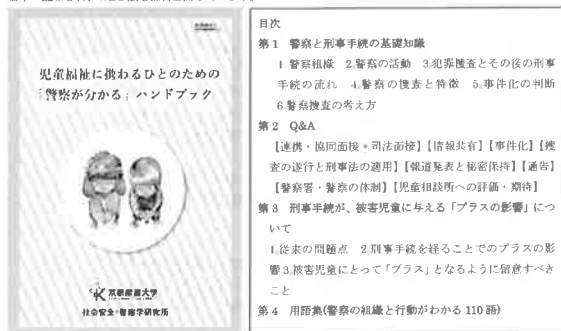 児童福祉に携わるひとのための
「警察が分かる」ハンドブック
京都産業大学
社会安全・警察学研究所
目次
第1 警察と刑事手続の基礎知識
1 警察組織 2.警察の活動 3.犯罪捜査とその後の刑事
手続の流れ 4.警察の捜査と特徴 5.事件化の判断
6.警察捜査の考え方
第2 Q&A
【連携・協同面接・司法面接】【情報共有】【事件化】【捜
査の遂行と刑事法の適用】【報道発表と秘密保持】【通告】
【警察署・警察の体制】【児童相談所への評価・期待】
第3 刑事手続が、被害児童に与える「プラスの影響」につ
いて
1.従来の問題点 2.刑事手続を経ることでのプラスの影
響 3.被害児童にとって「プラス」となるように留意すべき
こと
第4 用語集(警察の組織と行動がわかる 110 語)